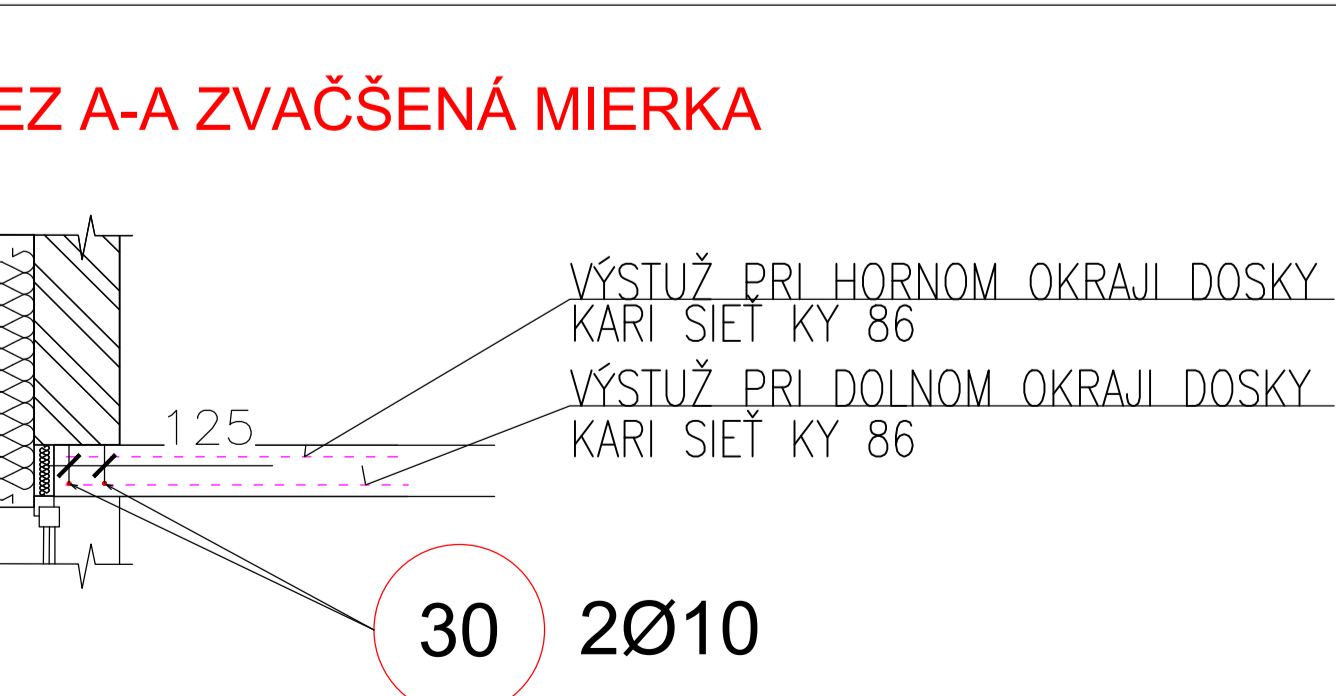 EZ A-A ZVAČŠENÁ MIERKA
VÝSTUŽ PRI HORNOM OKRAJI DOSKY
KARI SIEŤ KY 86
VÝSTUŽ PRI DOLNOM OKRAJI DOSKY
KARI SIEŤ KY 86
125
30 2Ø10